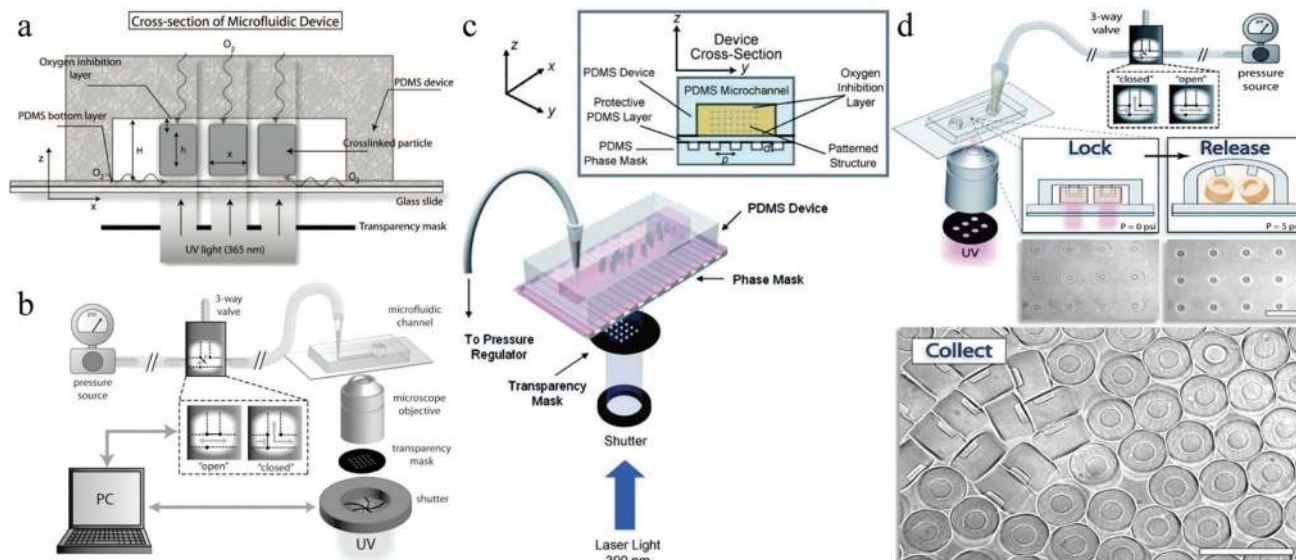 a
Cross-section of Microfluidic Device
O2
Oxygen inhibition
layer
PDMS device
PDMS bottom layer
Crosslinked particle
H
h
x
z
O2
O2
x
Glass slide
Transparency mask
UV light (365 nm)
b
3-way
valve
psi
pressure
source
microfluidic
channel
microscope
objective
transparency
mask
"open"
"closed"
shutter
PC
UV
c
z
x
y
z
Device
Cross-Section
y
PDMS Device
PDMS Microchannel
Oxygen
Inhibition
Layer
Protective
PDMS Layer
PDMS
Phase Mask
p
d
Patterned
Structure
PDMS Device
Phase Mask
To Pressure
Regulator
Transparency
Mask
Shutter
Laser Light
d
3-way
valve
"closed"
"open"
pressure
source
Lock
Release
P = 0 psi
P = 5
UV
Collect